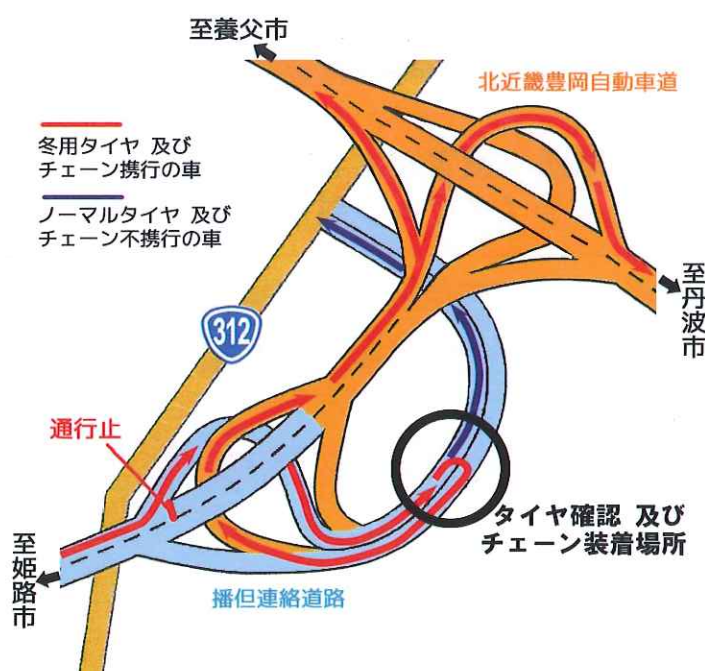 至養父市
北近畿豊岡自動車道
冬用タイヤ 及び
チェーン携行の車
ノーマルタイヤ 及び
チェーン不携行の車
至丹波市
312
通行止
タイヤ確認 及び
チェーン装着場所
至姫路市
播但連絡道路